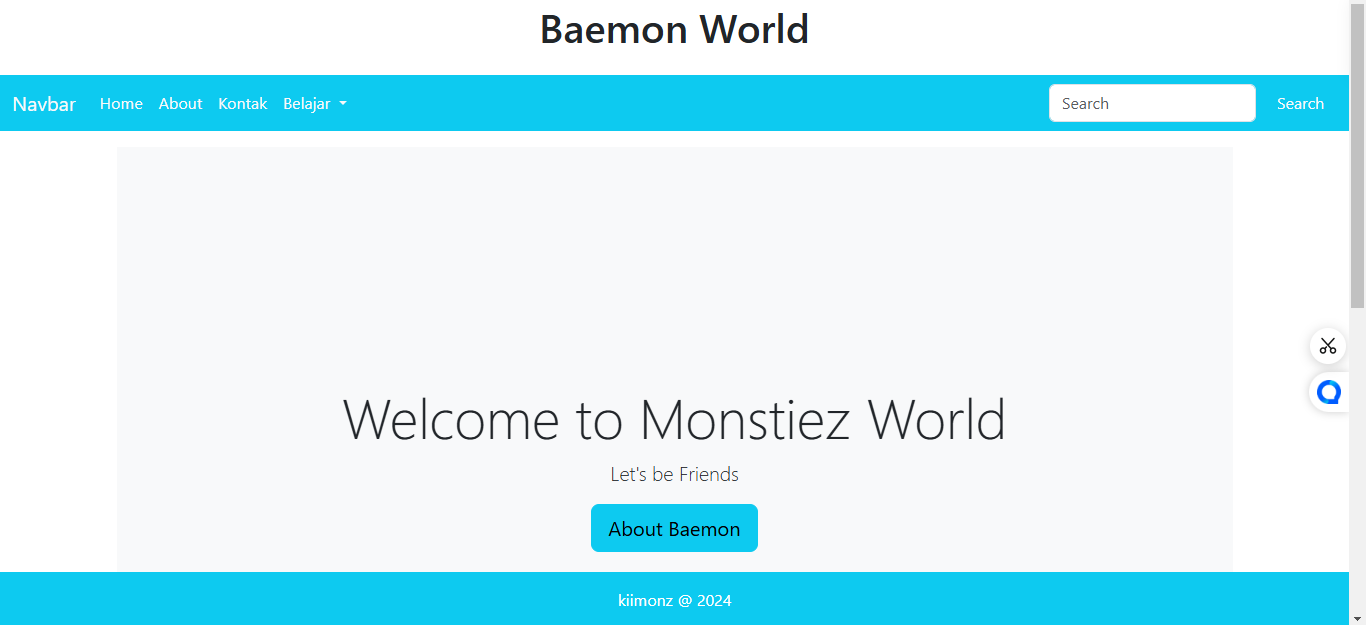 Baemon World
Navbar Home About Kontak Belajar Search Search
Welcome to Monstiez World
Let's be Friends
About Baemon
kiimonz @ 2024